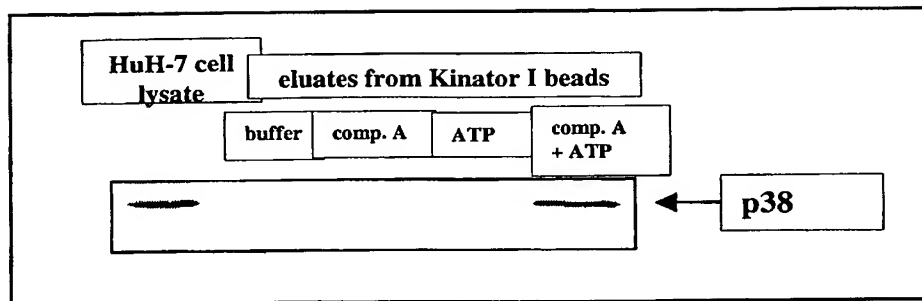 HuH-7 cell
lysate
eluates from Kinator I beads
buffer
comp. A
ATP
comp. A
+ ATP
p38